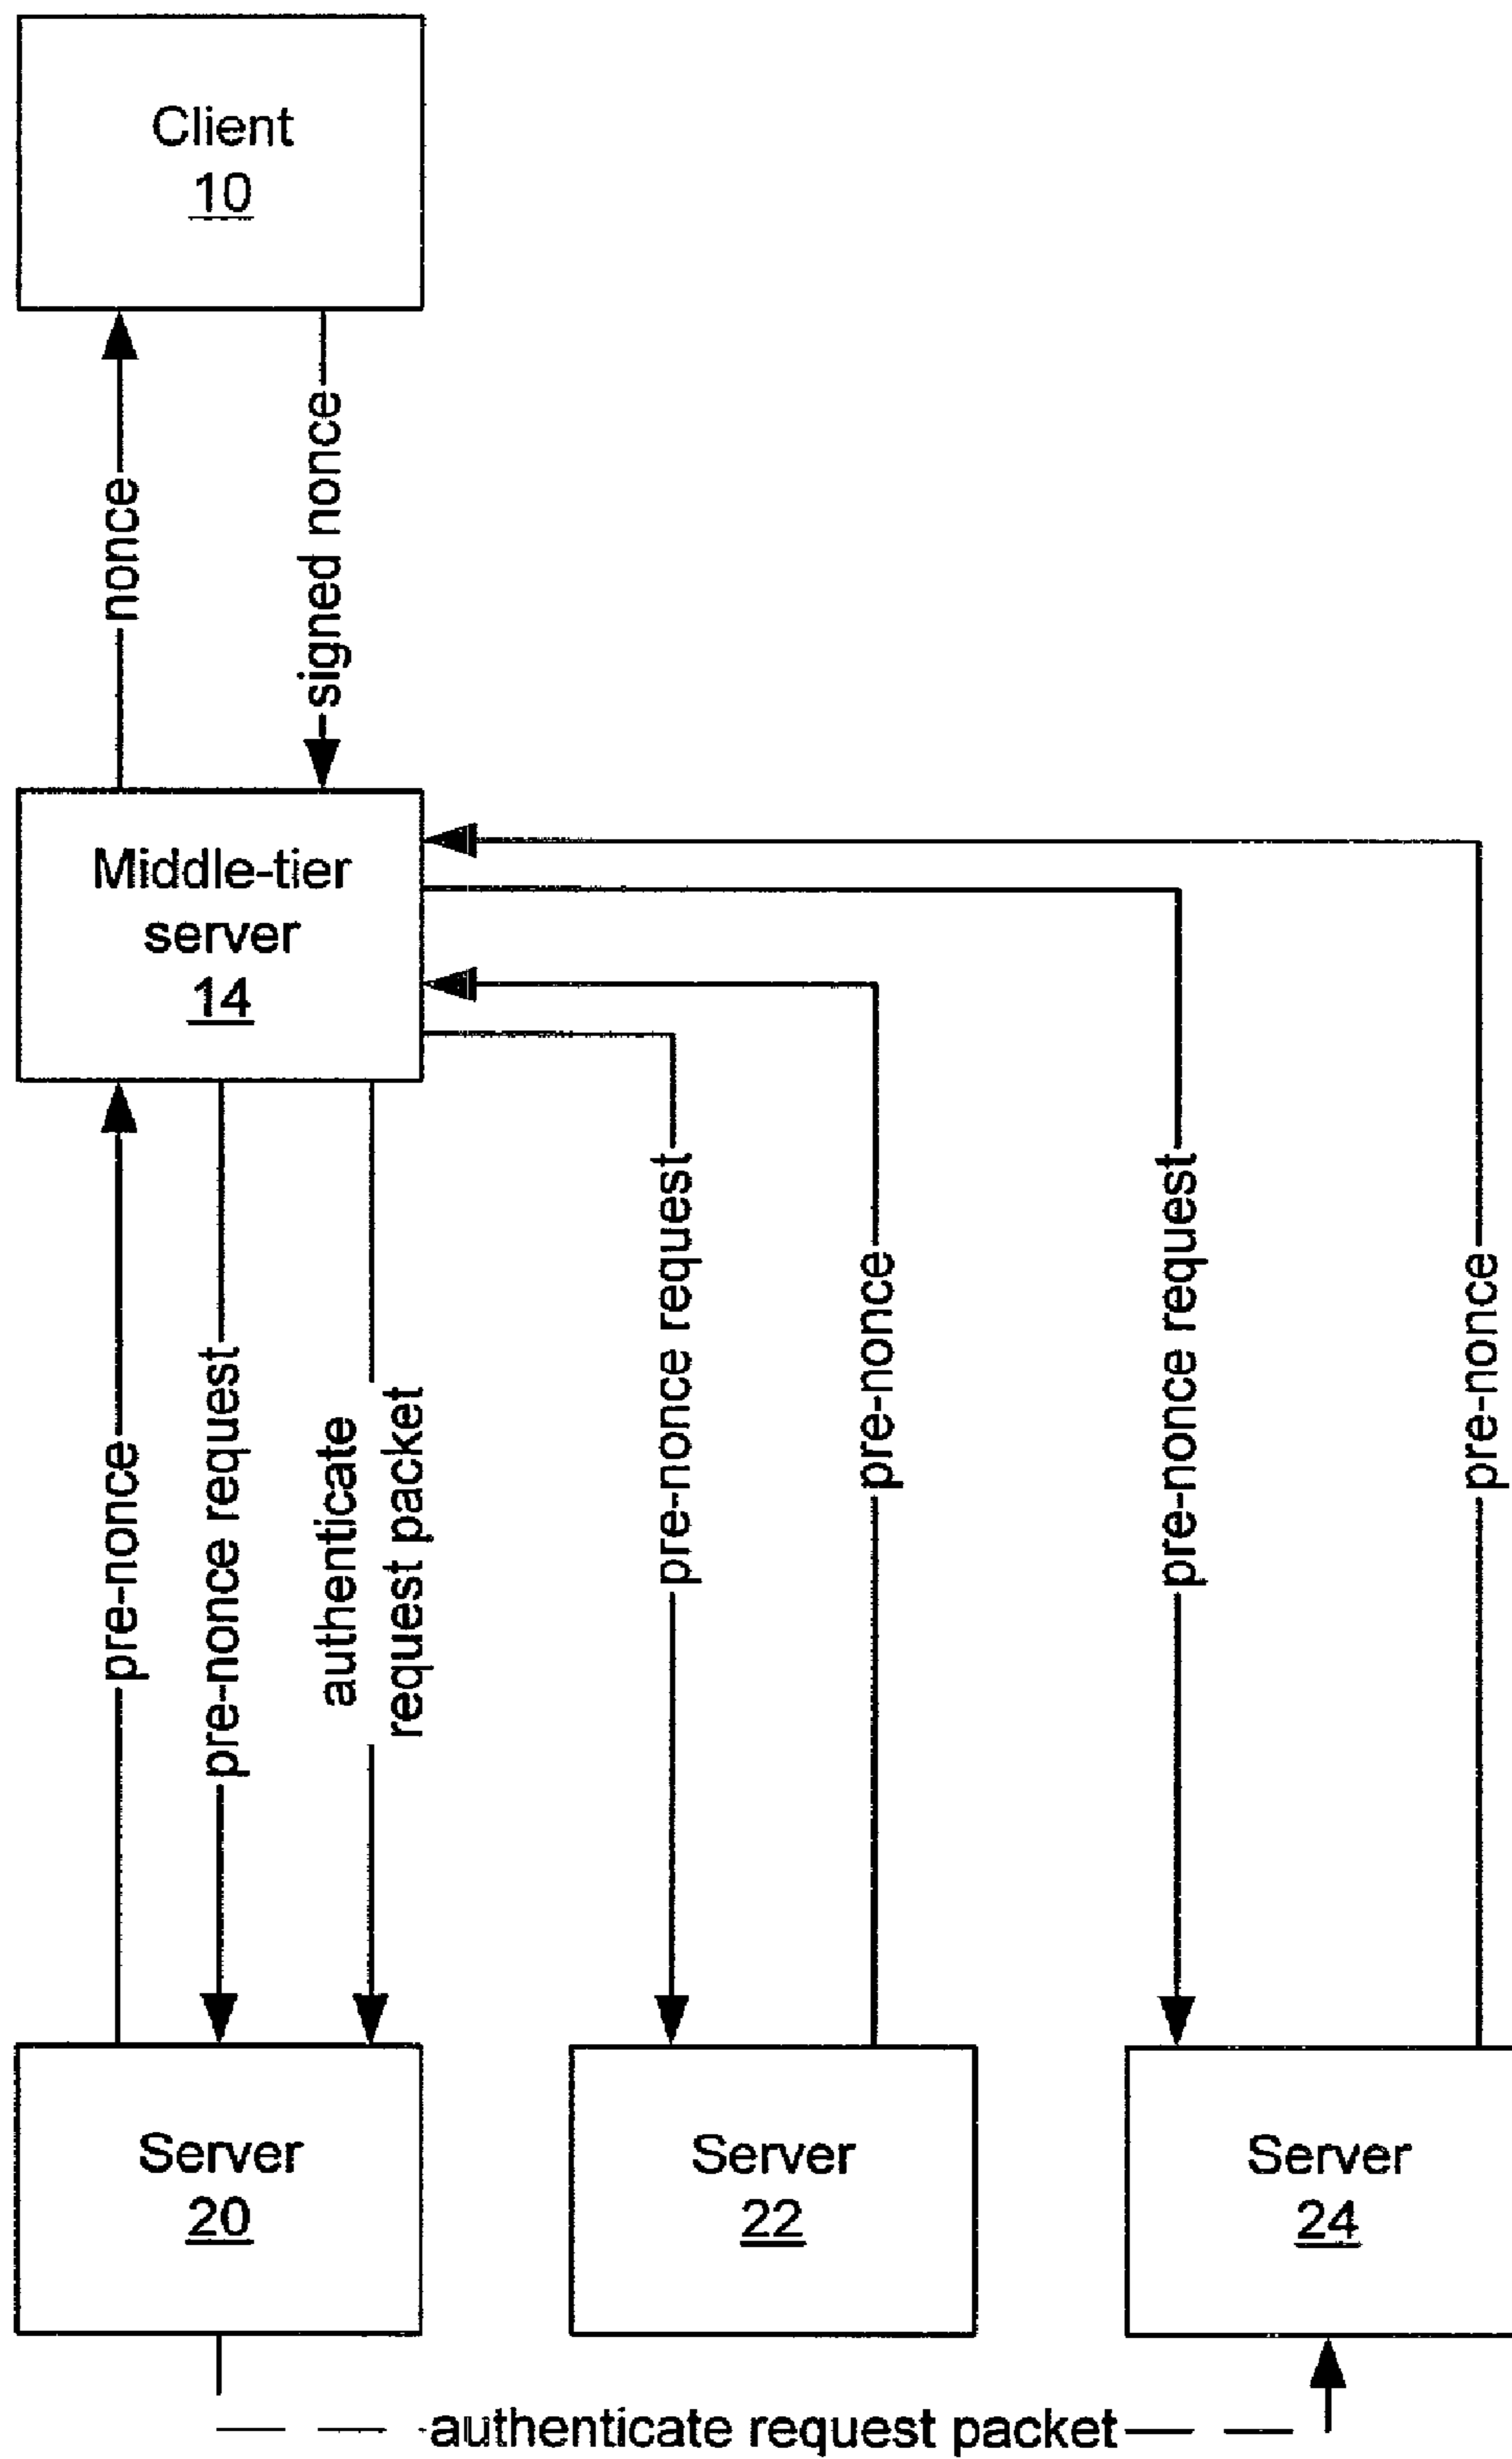 Client
10
nonce
signed nonce
Middle-tier
server
14
pre-nonce
pre-nonce request
authenticate
request packet
pre-nonce request
pre-nonce
pre-nonce request
pre-nonce
Server
20
Server
22
Server
24
authenticate request packet